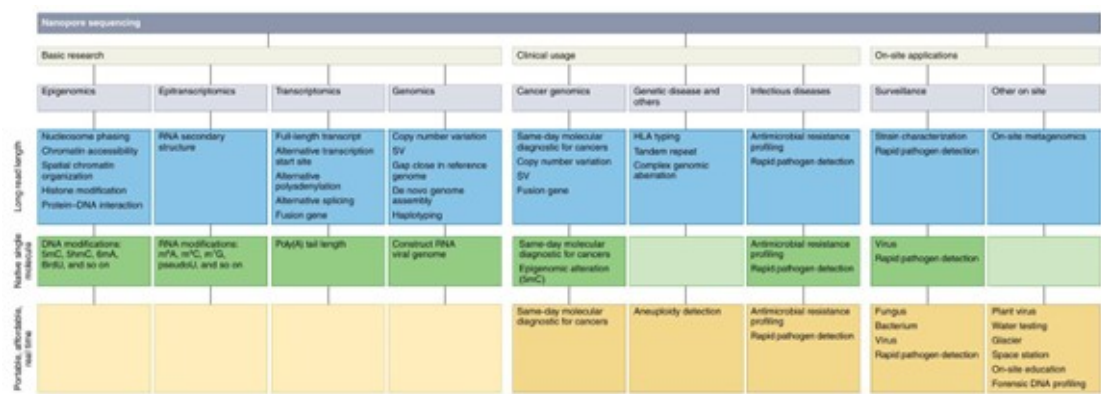 Nanopore sequencing
Basic research
Clinical usage
On-site applications
Epigenomics
Epitranscriptomics
Transcriptomics
Genomics
Cancer genomics
Genetic disease and
others
Infectious diseases
Surveillance
Other on site
Long read length
Nucleosome phasing
Chromatin accessibility
Spatial chromatin
organization
Histone modification
Protein–DNA interaction
RNA secondary
structure
Full-length transcript
Alternative transcription
start site
Alternative
polyadenylation
Alternative splicing
Fusion gene
Copy number variation
SV
Gap close in reference
genome
De novo genome
assembly
Haplotyping
Same-day molecular
diagnostic for cancers
Copy number variation
SV
Fusion gene
HLA typing
Tandem repeat
Complex genomic
aberration
Antimicrobial resistance
profiling
Rapid pathogen detection
Strain characterization
Rapid pathogen detection
On-site metagenomics
Native single
molecule
DNA modifications:
5mC, 5hmC, 6mA,
BrdU, and so on
RNA modifications:
m⁶A, m⁵C, m⁷G,
pseudoU, and so on
Poly(A) tail length
Construct RNA
viral genome
Same-day molecular
diagnostic for cancers
Epigenomic alteration
(5mC)
Antimicrobial resistance
profiling
Rapid pathogen detection
Virus
Rapid pathogen detection
Portable, affordable,
real time
Same-day molecular
diagnostic for cancers
Aneuploidy detection
Antimicrobial resistance
profiling
Rapid pathogen detection
Fungus
Bacterium
Virus
Rapid pathogen detection
Plant virus
Water testing
Glacier
Space station
On-site education
Forensic DNA profiling